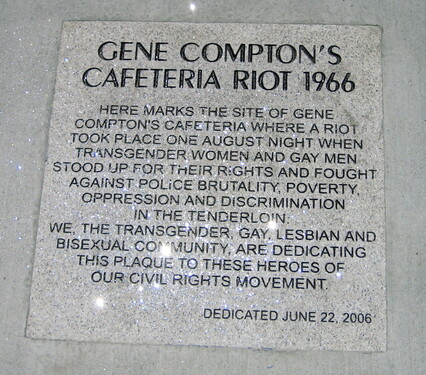 GENE COMPTON'S
CAFETERIA RIOT 1966
HERE MARKS THE SITE OF GENE
COMPTON'S CAFETERIA WHERE A RIOT
TOOK PLACE ONE AUGUST NIGHT WHEN
TRANSGENDER WOMEN AND GAY MEN
STOOD UP FOR THEIR RIGHTS AND FOUGHT
AGAINST POLICE BRUTALITY, POVERTY,
OPPRESSION AND DISCRIMINATION
IN THE TENDERLOIN.
WE, THE TRANSGENDER, GAY, LESBIAN AND
BISEXUAL COMMUNITY, ARE DEDICATING
THIS PLAQUE TO THESE HEROES OF
OUR CIVIL RIGHTS MOVEMENT.
DEDICATED JUNE 22, 2006